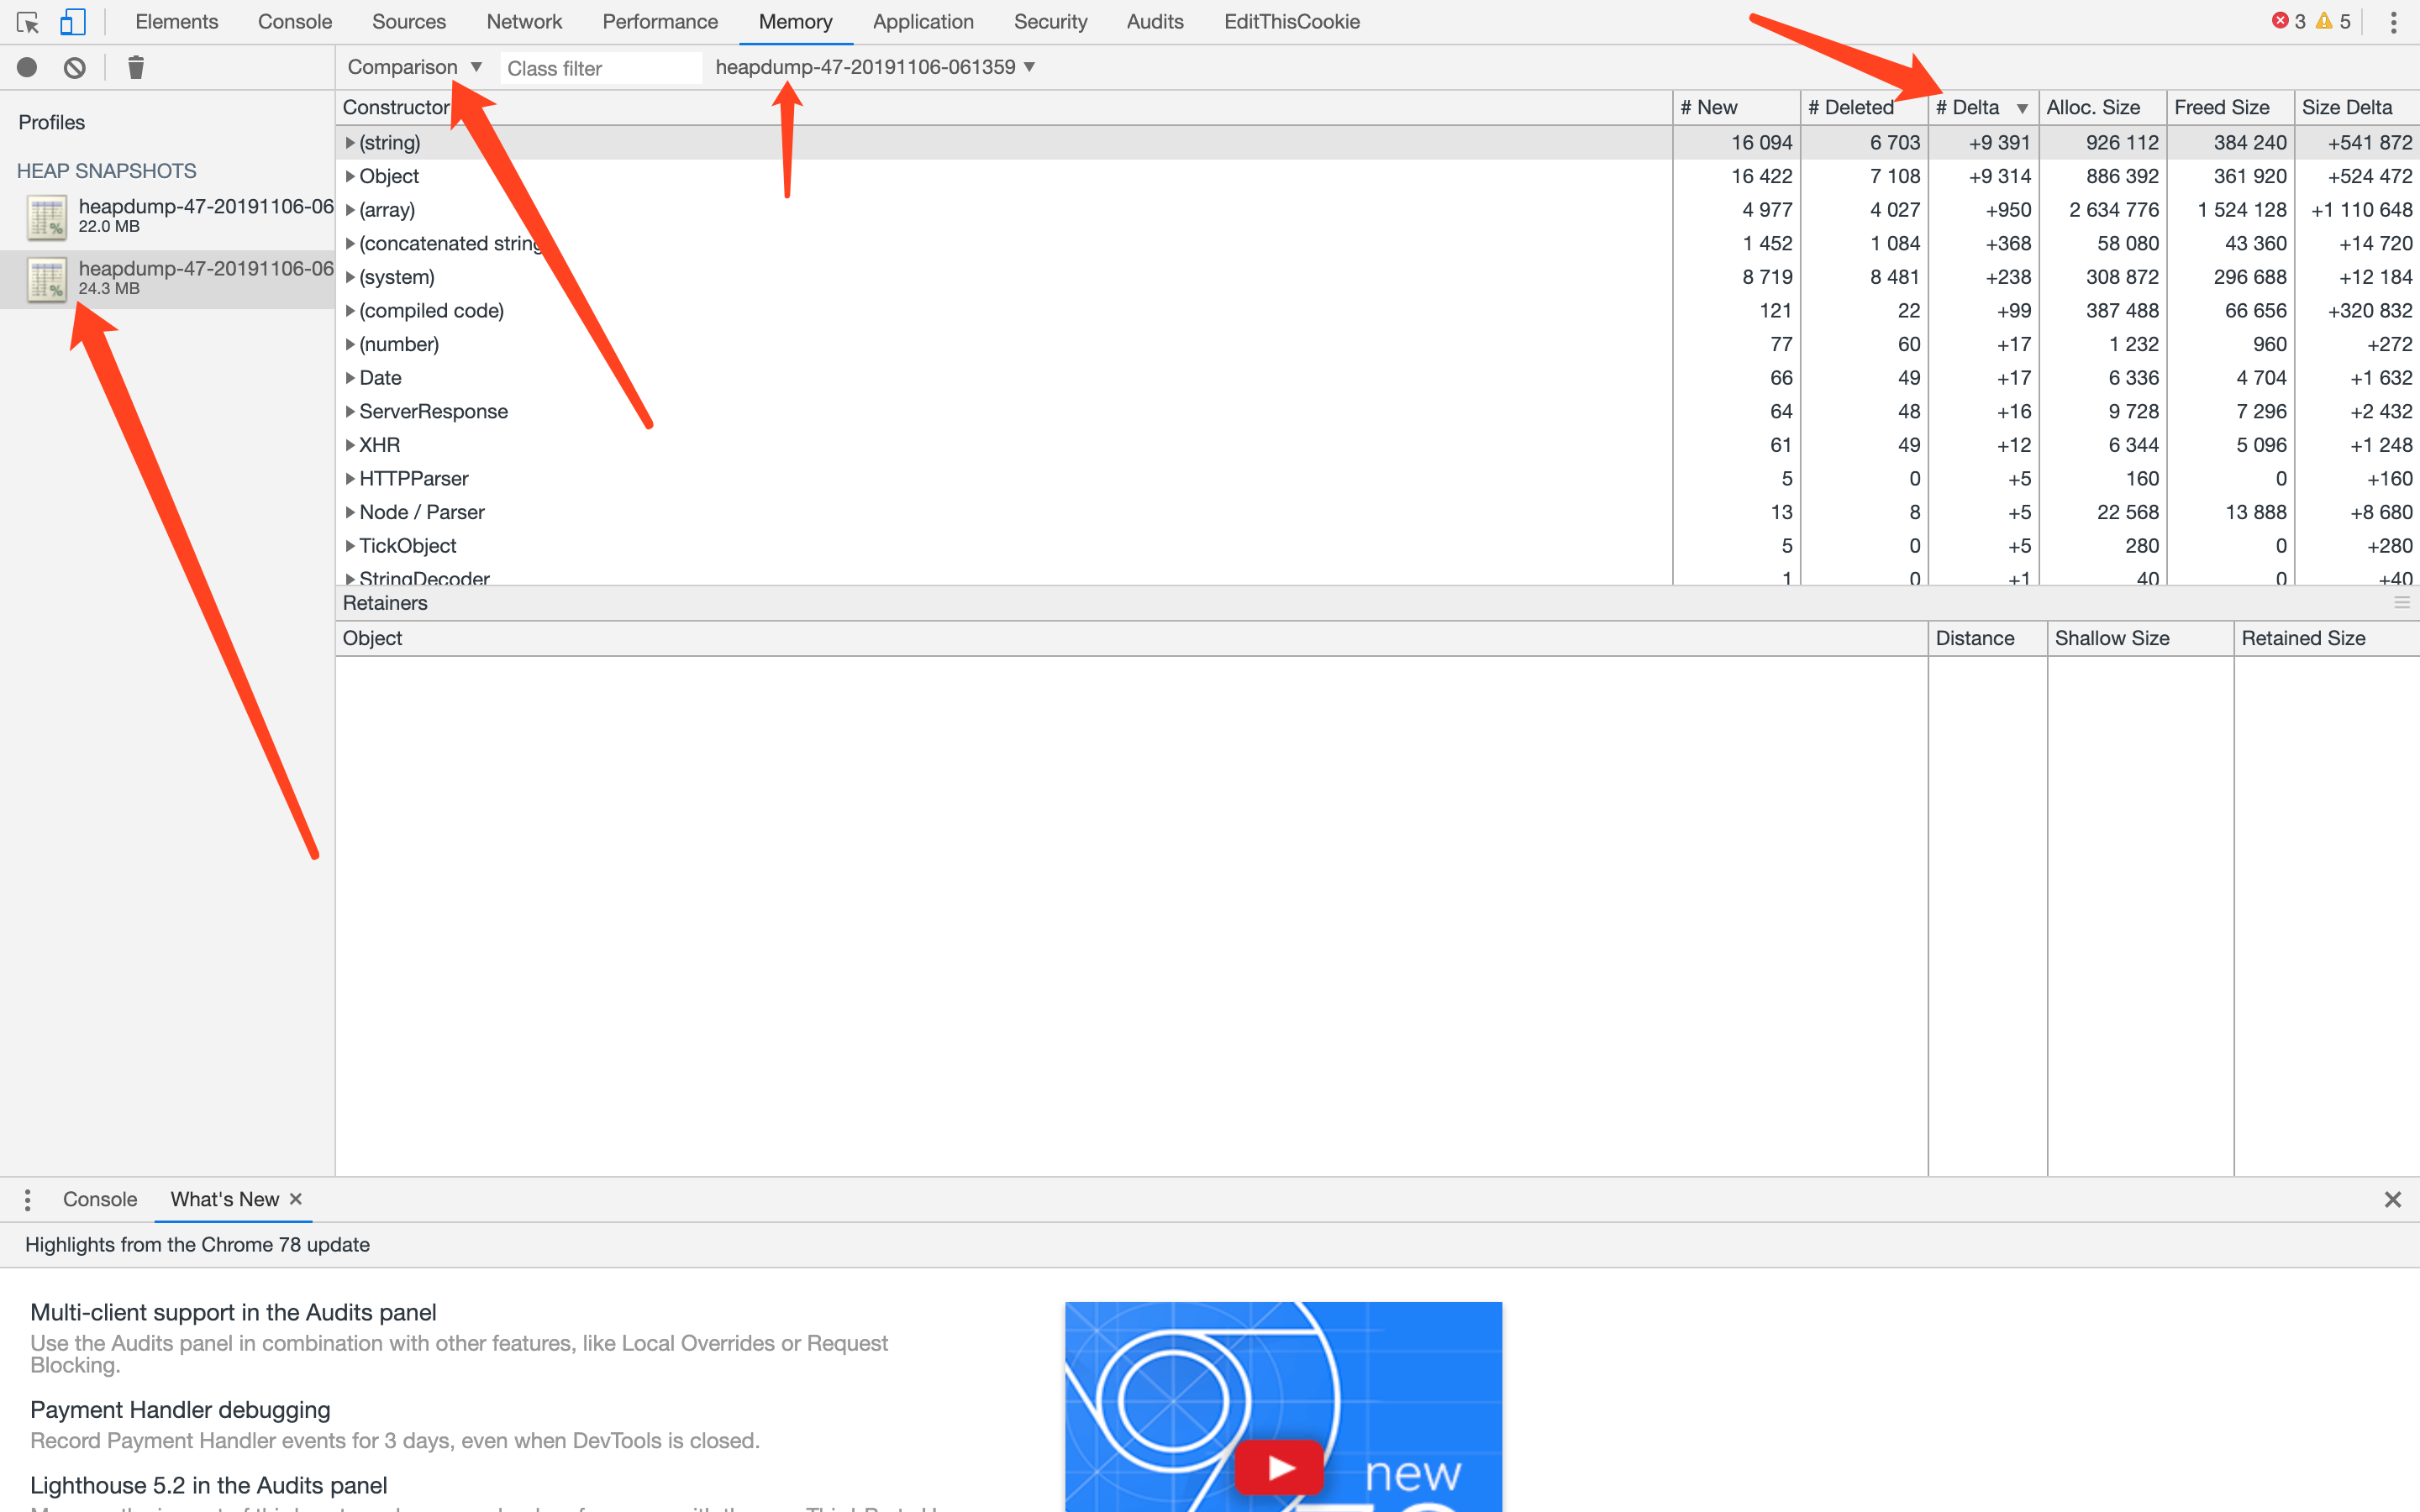 Elements Console Sources Network Performance Memory Application Security Audits EditThisCookie 3 5
Comparison Class filter heapdump-47-20191106-061359
Profiles
HEAP SNAPSHOTS
heapdump-47-20191106-06
22.0 MB
heapdump-47-20191106-06
24.3 MB
Constructor # New # Deleted # Delta Alloc. Size Freed Size Size Delta
(string) 16 094 6 703 +9 391 926 112 384 240 +541 872
Object 16 422 7 108 +9 314 886 392 361 920 +524 472
(array) 4 977 4 027 +950 2 634 776 1 524 128 +1 110 648
(concatenated string 1 452 1 084 +368 58 080 43 360 +14 720
(system) 8 719 8 481 +238 308 872 296 688 +12 184
(compiled code) 121 22 +99 387 488 66 656 +320 832
(number) 77 60 +17 1 232 960 +272
Date 66 49 +17 6 336 4 704 +1 632
ServerResponse 64 48 +16 9 728 7 296 +2 432
XHR 61 49 +12 6 344 5 096 +1 248
HTTPParser 5 0 +5 160 0 +160
Node / Parser 13 8 +5 22 568 13 888 +8 680
TickObject 5 0 +5 280 0 +280
StringDecoder 1 0 +1 40 0 +40
Retainers
Object Distance Shallow Size Retained Size
Console What's New
Highlights from the Chrome 78 update
Multi-client support in the Audits panel
Use the Audits panel in combination with other features, like Local Overrides or Request
Blocking.
Payment Handler debugging
Record Payment Handler events for 3 days, even when DevTools is closed.
Lighthouse 5.2 in the Audits panel
new